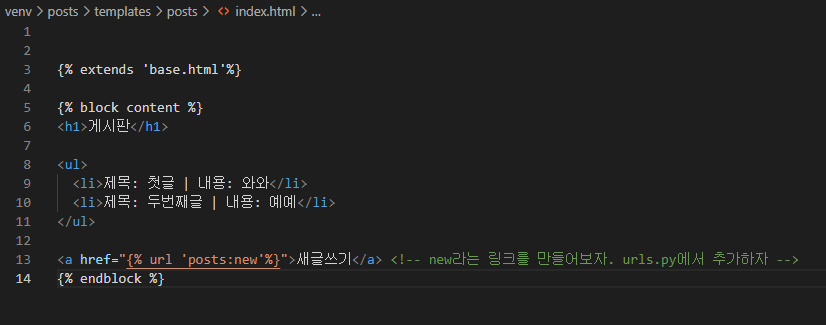 venv > posts > templates > posts > <> index.html > ...
1
2
3 {% extends 'base.html'%}
4
5 {% block content %}
6 <h1>게시판</h1>
7
8 <ul>
9 <li>제목: 첫글 | 내용: 와와</li>
10 <li>제목: 두번째글 | 내용: 예예</li>
11 </ul>
12
13 <a href="{% url 'posts:new'%}">새글쓰기</a> <!-- new라는 링크를 만들어보자. urls.py에서 추가하자 -->
14 {% endblock %}